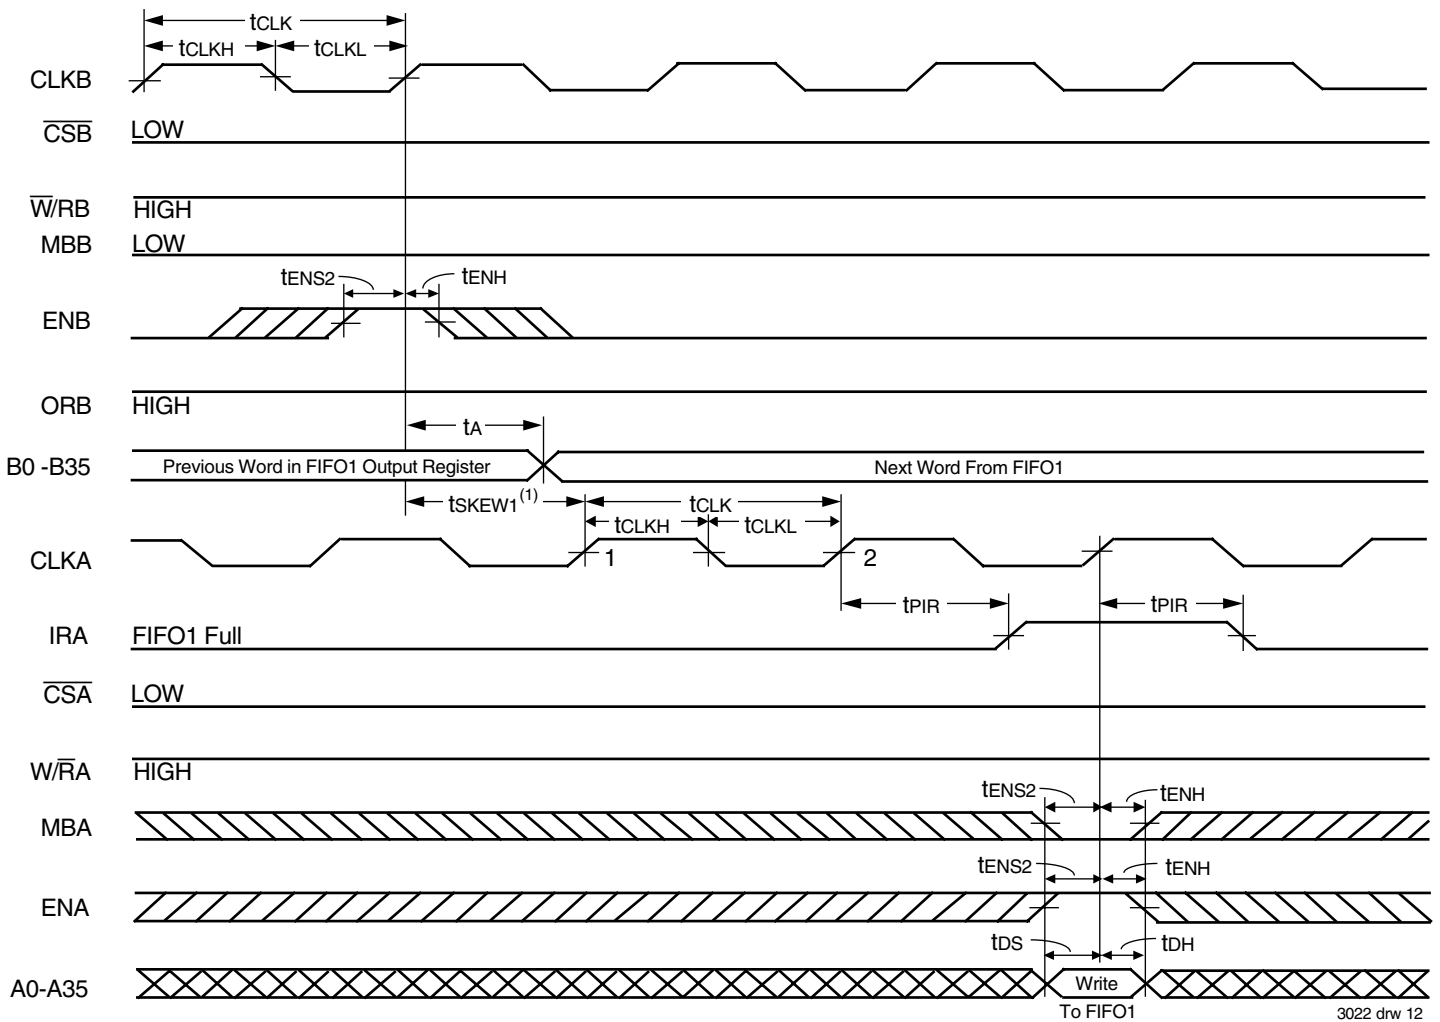 tCLK
tCLKH tCLKL
CLKB
CSB LOW
W/RB HIGH
MBB LOW
tENS2 tENH
ENB
ORB HIGH
tA
B0 -B35 Previous Word in FIFO1 Output Register Next Word From FIFO1
tSKEW1(1) tCLK
tCLKH tCLKL
CLKA 1 2
tPIR tPIR
IRA FIFO1 Full
CSA LOW
W/RA HIGH
tENS2 tENH
MBA
tENS2 tENH
ENA
tDS tDH
A0-A35 Write
To FIFO1 3022 drw 12